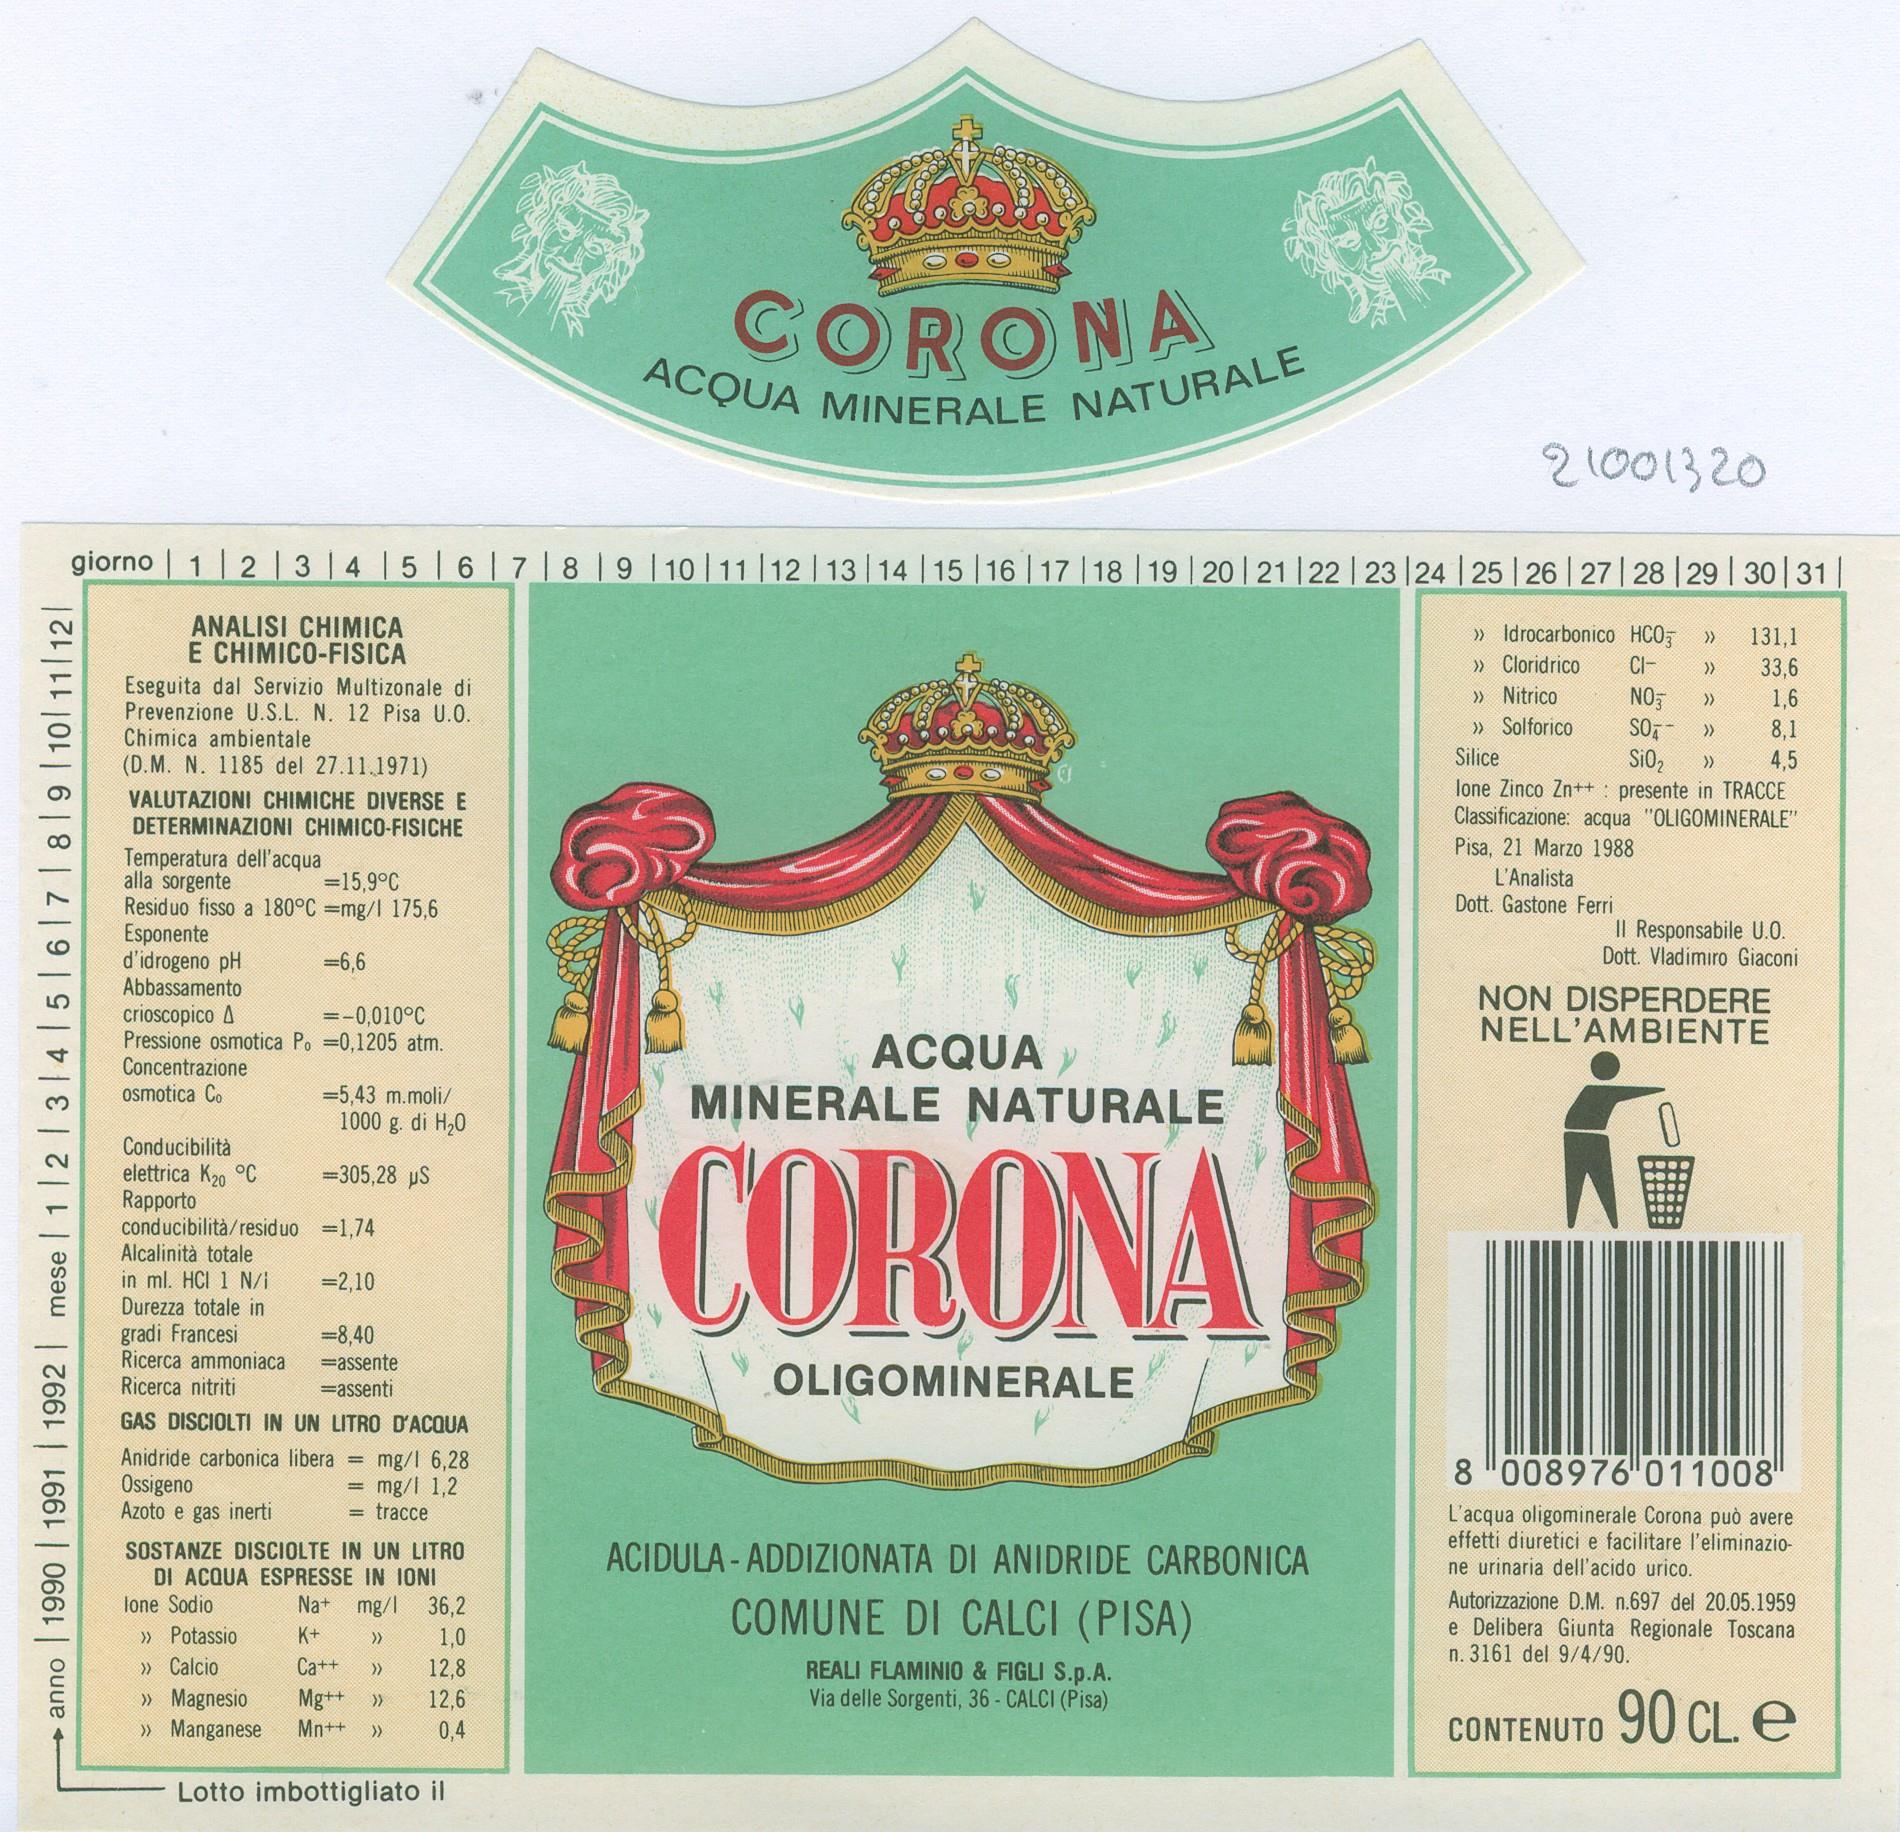 CORONA
ACQUA MINERALE NATURALE
21001320
giorno | 1 | 2 | 3 | 4 | 5 | 6 | 7 | 8 | 9 | 10 | 11 | 12 | 13 | 14 | 15 | 16 | 17 | 18 | 19 | 20 | 21 | 22 | 23 | 24 | 25 | 26 | 27 | 28 | 29 | 30 | 31 |
anno | 1990 | 1991 | 1992 | mese | 1 | 2 | 3 | 4 | 5 | 6 | 7 | 8 | 9 | 10 | 11 | 12 |
Lotto imbottigliato il
ANALISI CHIMICA
E CHIMICO-FISICA
Eseguita dal Servizio Multizonale di
Prevenzione U.S.L. N. 12 Pisa U.O.
Chimica ambientale
(D.M. N. 1185 del 27.11.1971)
VALUTAZIONI CHIMICHE DIVERSE E
DETERMINAZIONI CHIMICO-FISICHE
Temperatura dell'acqua
alla sorgente =15,9°C
Residuo fisso a 180°C =mg/l 175,6
Esponente
d'idrogeno pH =6,6
Abbassamento
crioscopico Δ =-0,010°C
Pressione osmotica P₀ =0,1205 atm.
Concentrazione
osmotica C₀ =5,43 m.moli/
1000 g. di H₂O
Conducibilità
elettrica K₂₀ °C =305,28 µS
Rapporto
conducibilità/residuo =1,74
Alcalinità totale
in ml. HCl 1 N/i =2,10
Durezza totale in
gradi Francesi =8,40
Ricerca ammoniaca =assente
Ricerca nitriti =assenti
GAS DISCIOLTI IN UN LITRO D'ACQUA
Anidride carbonica libera = mg/l 6,28
Ossigeno = mg/l 1,2
Azoto e gas inerti = tracce
SOSTANZE DISCIOLTE IN UN LITRO
DI ACQUA ESPRESSE IN IONI
Ione Sodio Na+ mg/l 36,2
» Potassio K+ » 1,0
» Calcio Ca++ » 12,8
» Magnesio Mg++ » 12,6
» Manganese Mn++ » 0,4
ACQUA
MINERALE NATURALE
CORONA
OLIGOMINERALE
ACIDULA - ADDIZIONATA DI ANIDRIDE CARBONICA
COMUNE DI CALCI (PISA)
REALI FLAMINIO & FIGLI S.p.A.
Via delle Sorgenti, 36 - CALCI (Pisa)
» Idrocarbonico HCO₃⁻ » 131,1
» Cloridrico Cl⁻ » 33,6
» Nitrico NO₃⁻ » 1,6
» Solforico SO₄⁻⁻ » 8,1
Silice SiO₂ » 4,5
Ione Zinco Zn++ : presente in TRACCE
Classificazione: acqua "OLIGOMINERALE"
Pisa, 21 Marzo 1988
L'Analista
Dott. Gastone Ferri
Il Responsabile U.O.
Dott. Vladimiro Giaconi
NON DISPERDERE
NELL'AMBIENTE
8 008976 011008
L'acqua oligominerale Corona può avere
effetti diuretici e facilitare l'eliminazio-
ne urinaria dell'acido urico.
Autorizzazione D.M. n.697 del 20.05.1959
e Delibera Giunta Regionale Toscana
n. 3161 del 9/4/90.
CONTENUTO 90 CL. ℮